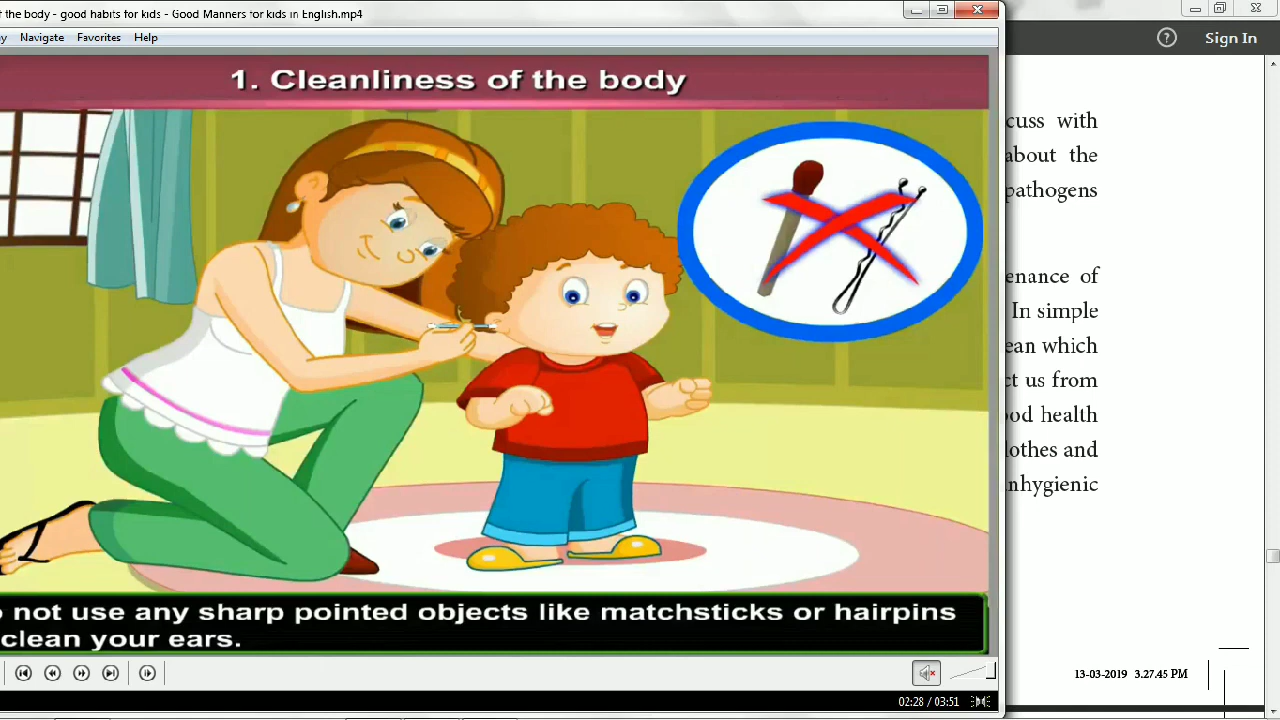 the body - good habits for kids - Good Manners for kids in English.mp4
Navigate Favorites Help
Sign In
1. Cleanliness of the body
not use any sharp pointed objects like matchsticks or hairpins
clean your ears.
02:28 / 03:51
cuss with
about the
pathogens
enance of
In simple
ean which
ct us from
ood health
lothes and
nhygienic
13-03-2019 3.27.45 PM